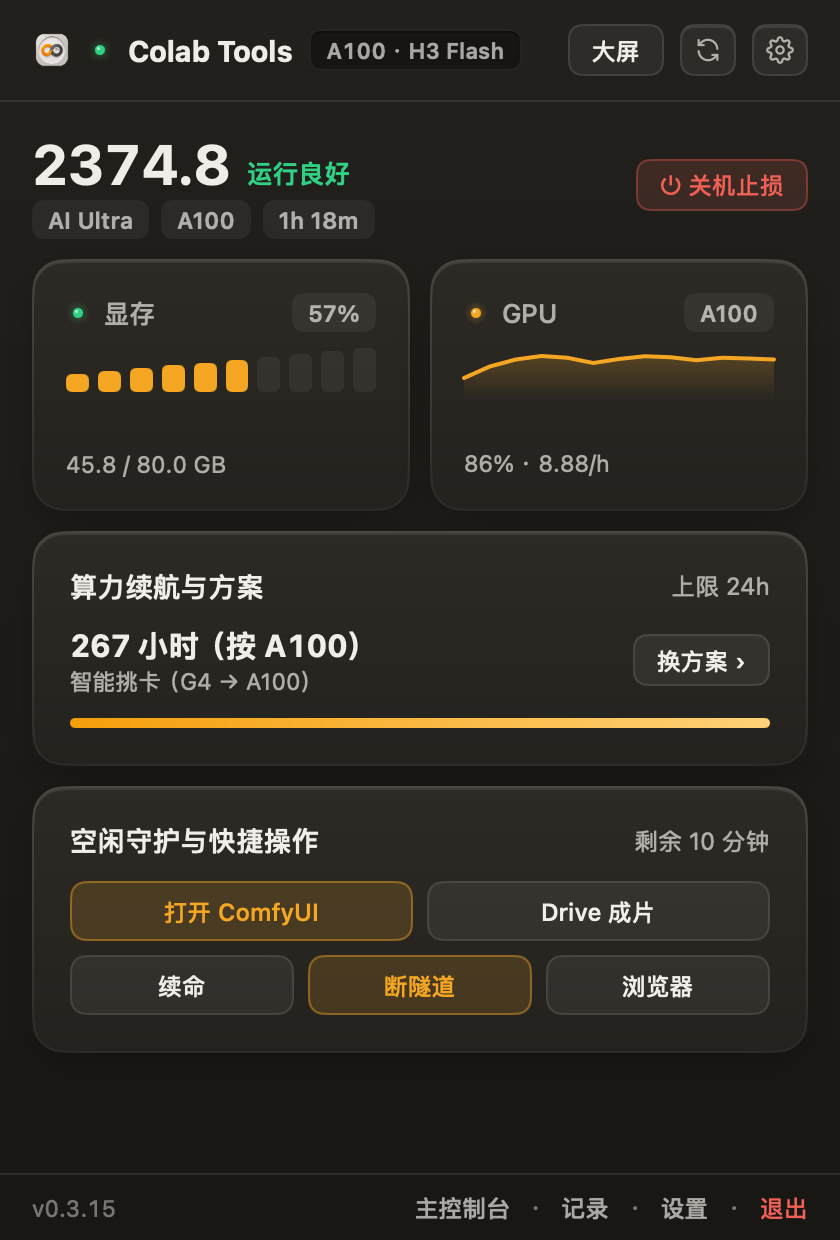 Colab Tools A100 · H3 Flash 大屏
2374.8 运行良好
关机止损
AI Ultra A100 1h 18m
显存 57%
45.8 / 80.0 GB
GPU A100
86% · 8.88/h
算力续航与方案 上限 24h
267 小时（按 A100）
智能挑卡（G4 → A100）
换方案 ›
空闲守护与快捷操作 剩余 10 分钟
打开 ComfyUI Drive 成片
续命 断隧道 浏览器
v0.3.15 主控制台 · 记录 · 设置 · 退出